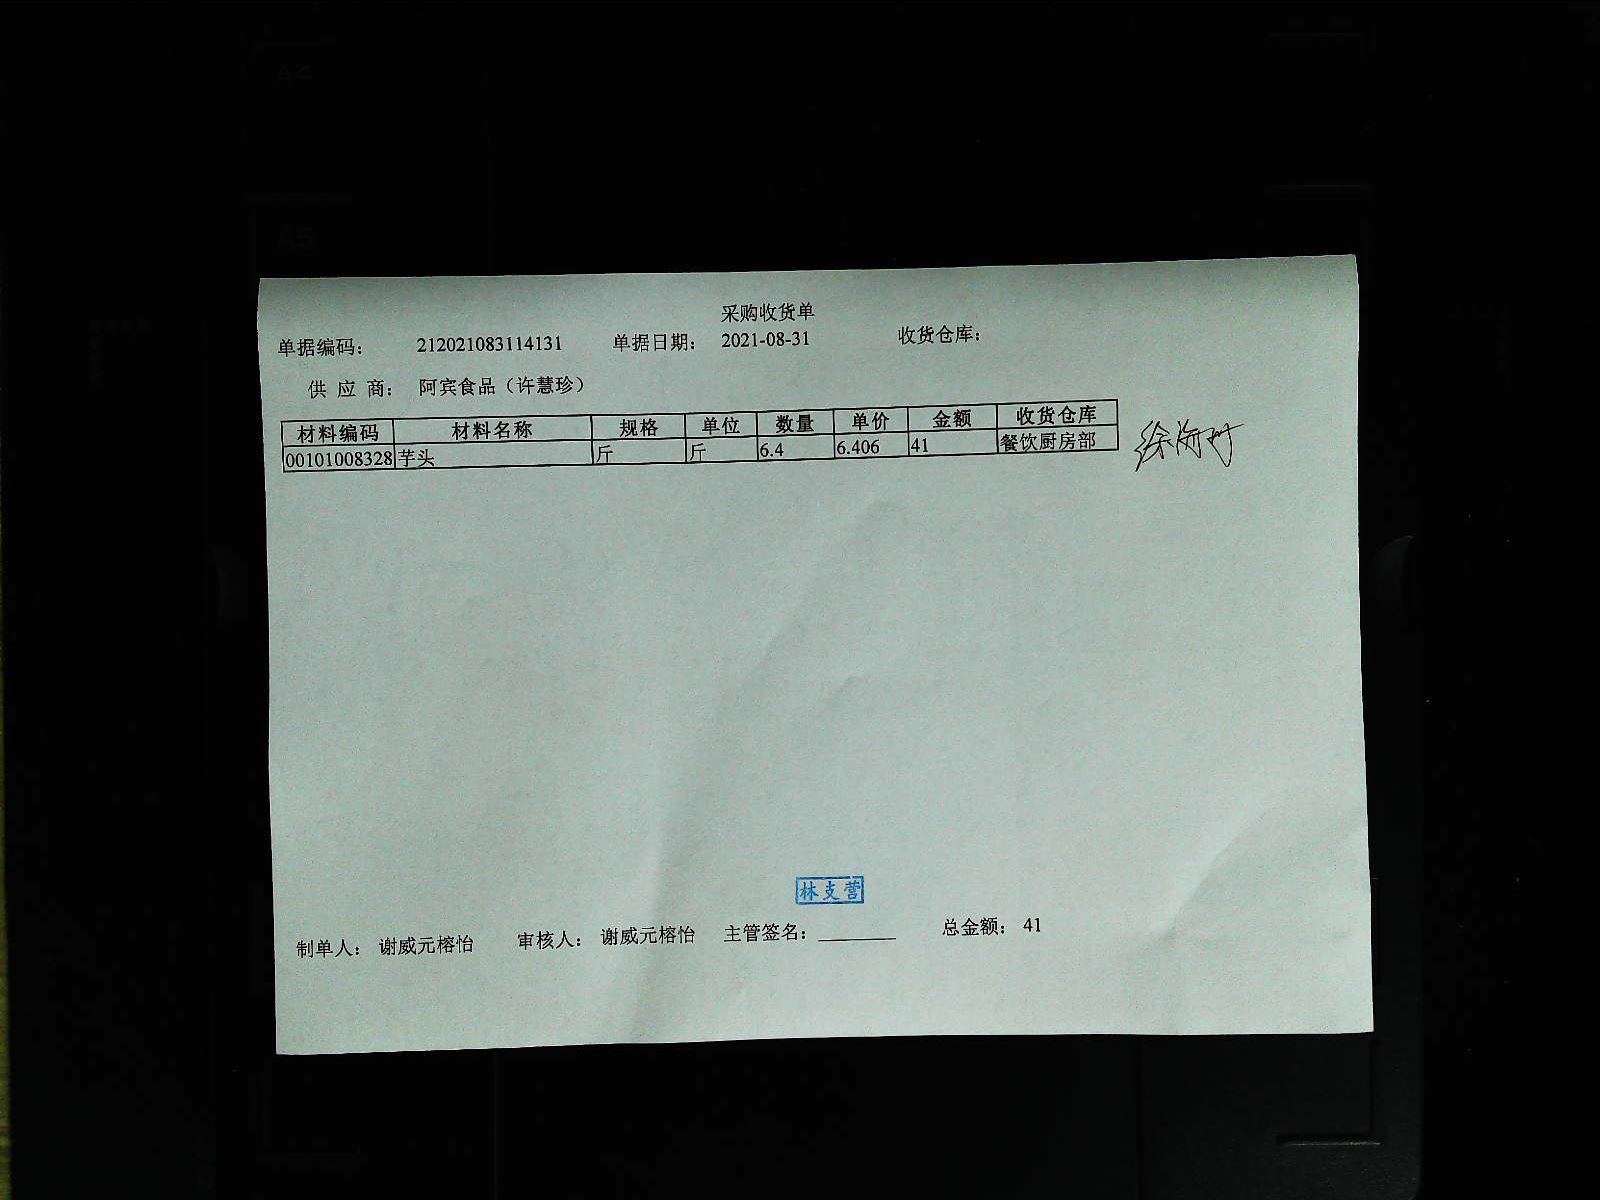 采购收货单
单据编码： 212021083114131 单据日期： 2021-08-31 收货仓库：
供 应 商： 阿宾食品（许慧珍）
材料编码 材料名称 规格 单位 数量 单价 金额 收货仓库
00101008328 芋头 斤 斤 6.4 6.406 41 餐饮厨房部
林支营
制单人： 谢威元榕怡 审核人： 谢威元榕怡 主管签名：________ 总金额： 41